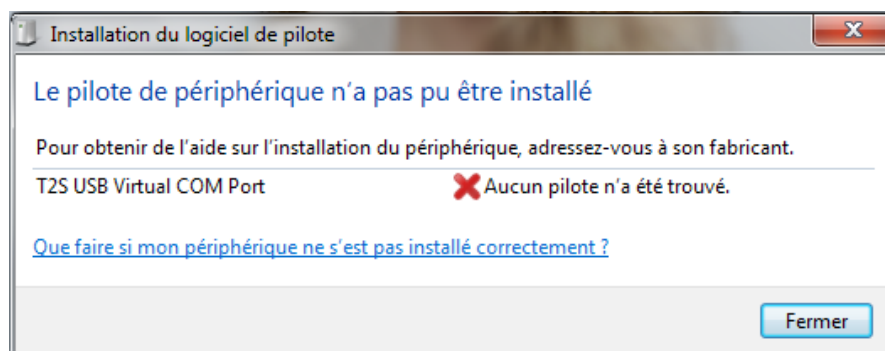 Installation du logiciel de pilote
Le pilote de périphérique n'a pas pu être installé
Pour obtenir de l'aide sur l'installation du périphérique, adressez-vous à son fabricant.
T2S USB Virtual COM Port Aucun pilote n'a été trouvé.
Que faire si mon périphérique ne s'est pas installé correctement ?
Fermer